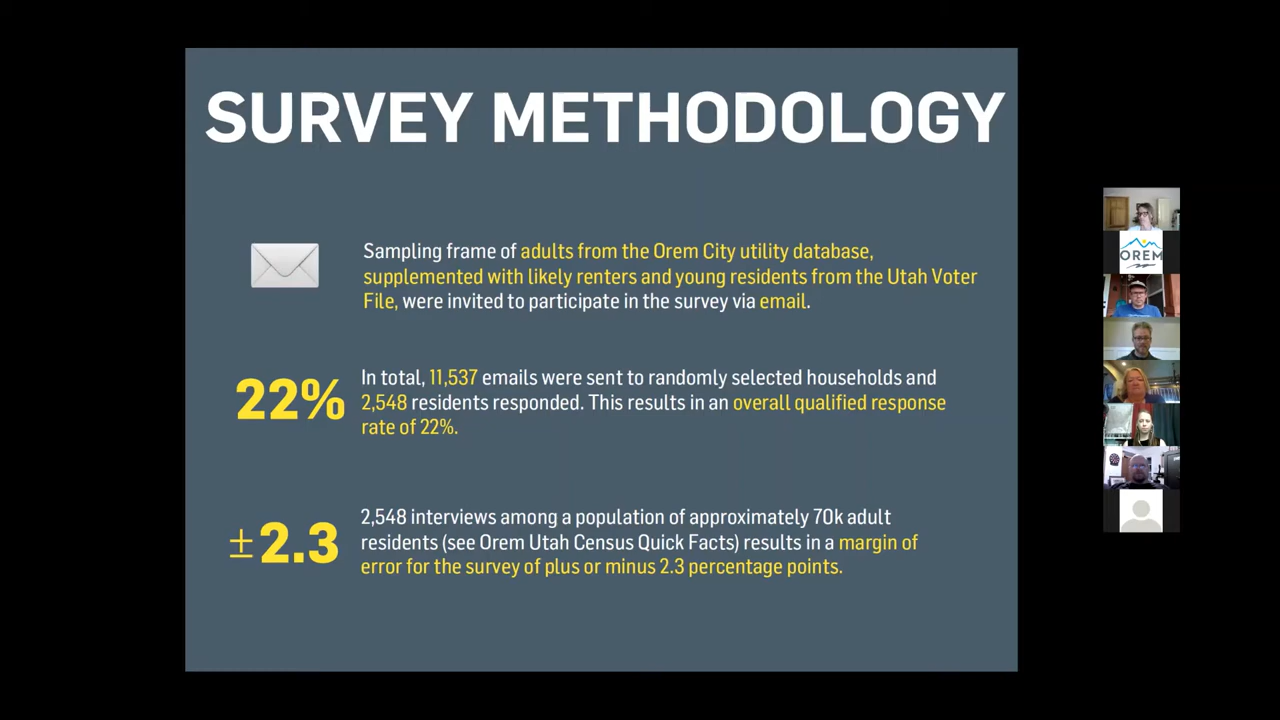 SURVEY METHODOLOGY
Sampling frame of adults from the Orem City utility database,
supplemented with likely renters and young residents from the Utah Voter
File, were invited to participate in the survey via email.
22%
In total, 11,537 emails were sent to randomly selected households and
2,548 residents responded. This results in an overall qualified response
rate of 22%.
±2.3
2,548 interviews among a population of approximately 70k adult
residents (see Orem Utah Census Quick Facts) results in a margin of
error for the survey of plus or minus 2.3 percentage points.
OREM